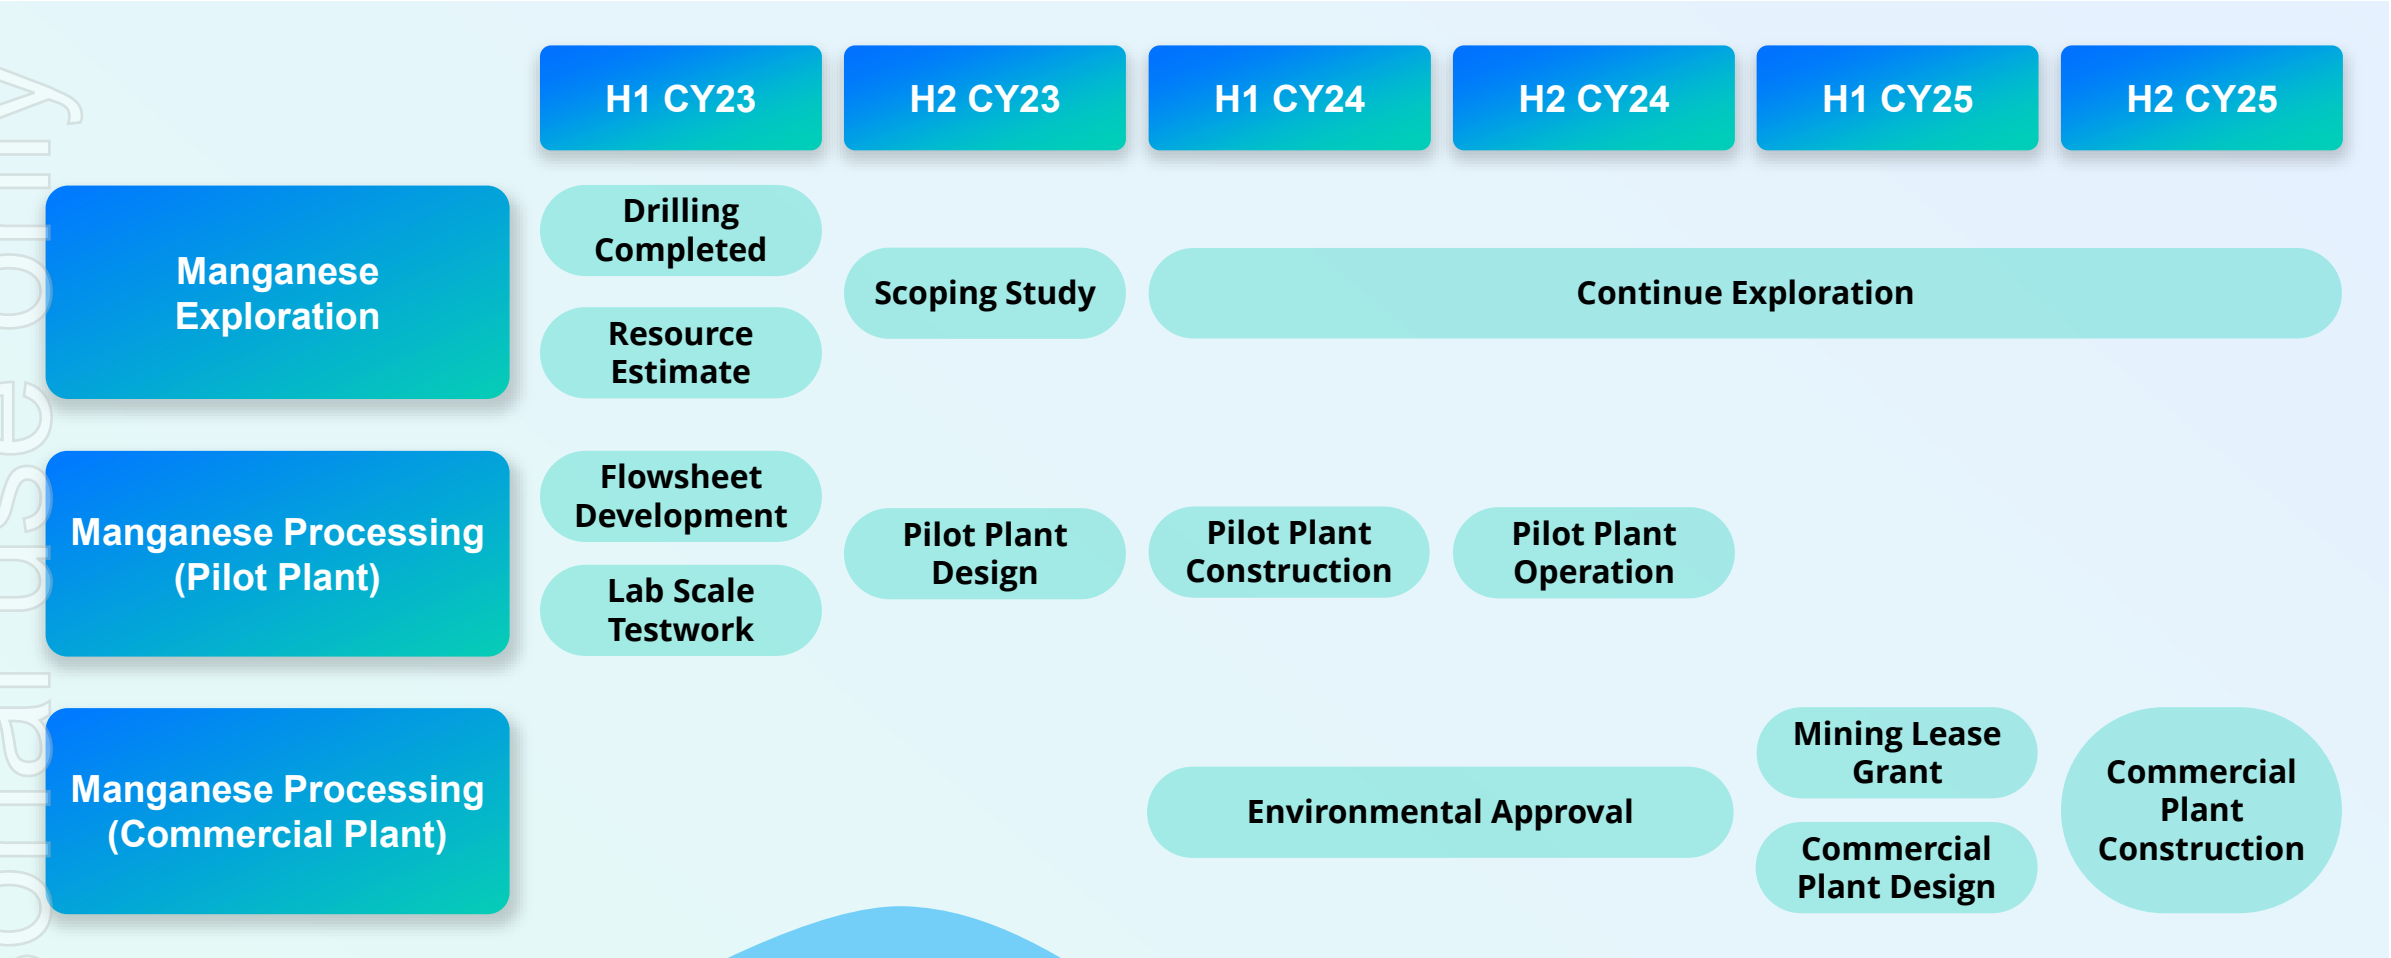 H1 CY23
H2 CY23
H1 CY24
H2 CY24
H1 CY25
H2 CY25
Manganese
Exploration
Drilling
Completed
Resource
Estimate
Scoping Study
Continue Exploration
Manganese Processing
(Pilot Plant)
Flowsheet
Development
Lab Scale
Testwork
Pilot Plant
Design
Pilot Plant
Construction
Pilot Plant
Operation
Manganese Processing
(Commercial Plant)
Environmental Approval
Mining Lease
Grant
Commercial
Plant Design
Commercial
Plant
Construction
use only